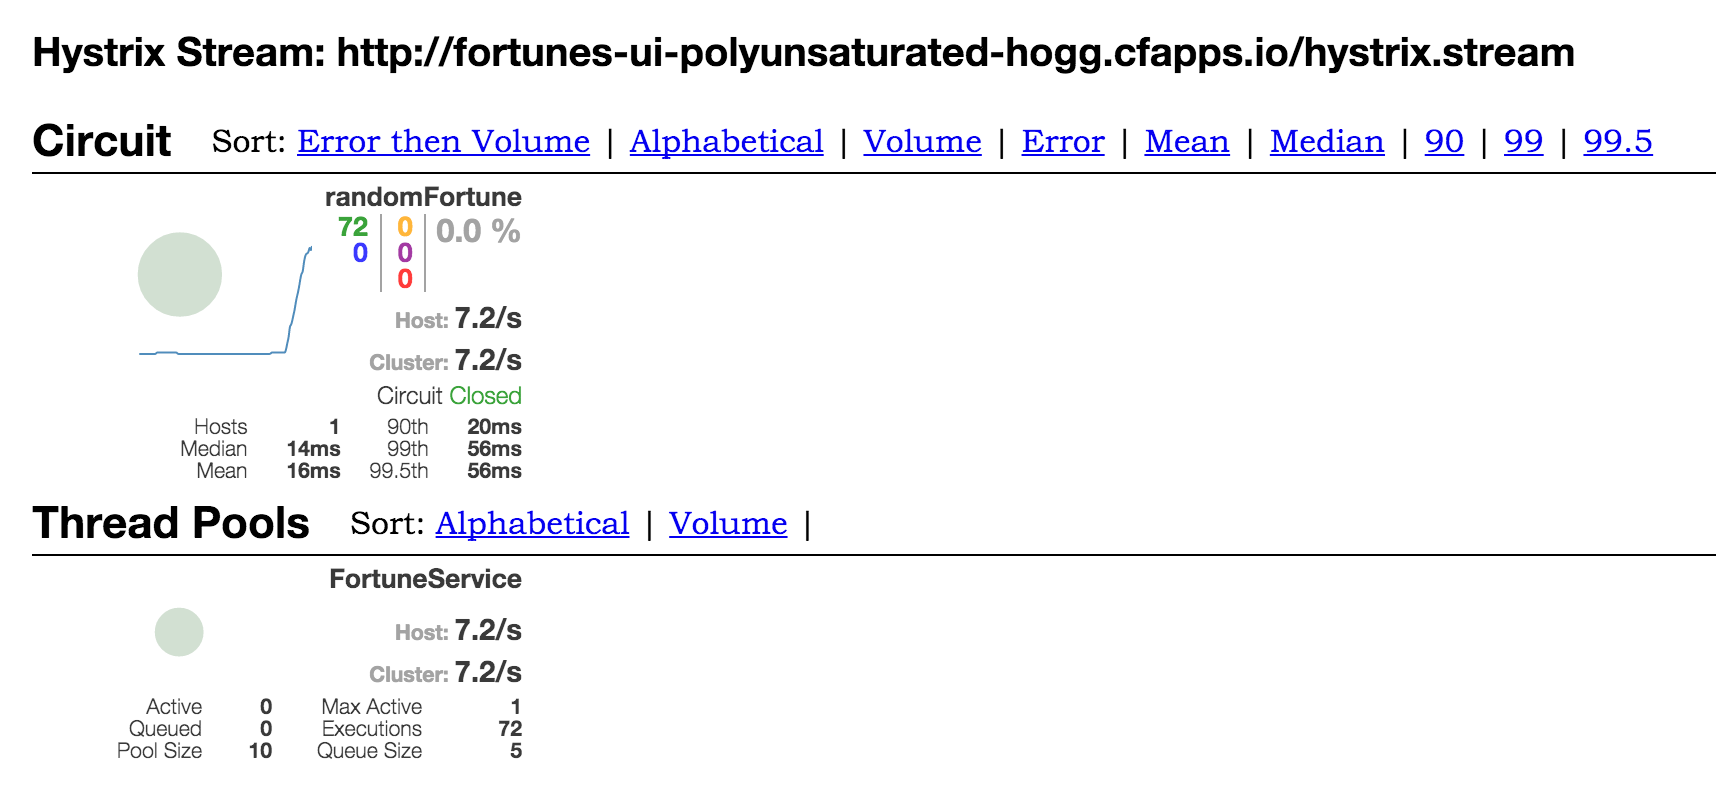 Hystrix Stream: http://fortunes-ui-polyunsaturated-hogg.cfapps.io/hystrix.stream
Circuit Sort: Error then Volume | Alphabetical | Volume | Error | Mean | Median | 90 | 99 | 99.5
randomFortune
72 0 0.0 %
0 0
0
Host: 7.2/s
Cluster: 7.2/s
Circuit Closed
Hosts 1 90th 20ms
Median 14ms 99th 56ms
Mean 16ms 99.5th 56ms
Thread Pools Sort: Alphabetical | Volume |
FortuneService
Host: 7.2/s
Cluster: 7.2/s
Active 0 Max Active 1
Queued 0 Executions 72
Pool Size 10 Queue Size 5